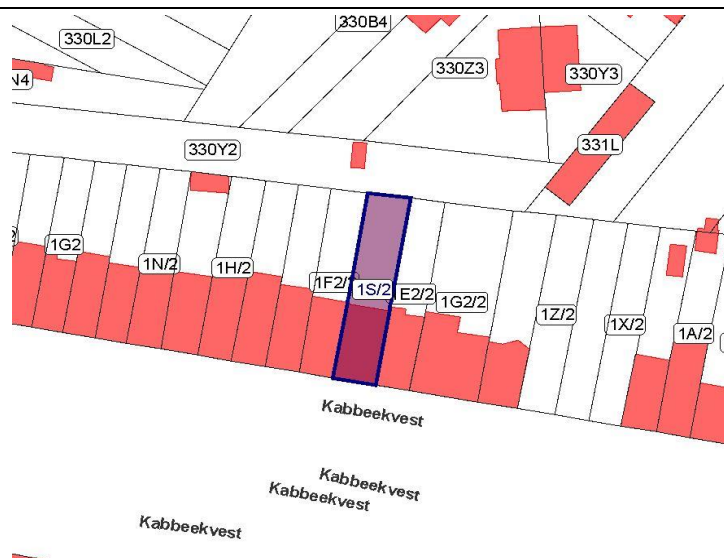 330B4
330L2
330Z3
330Y3
N4
331L
330Y2
1G2
1N/2
1H/2
1F2/
1S/2
1E2/2
1G2/2
1Z/2
1X/2
1A/2
Kabbeekvest
Kabbeekvest
Kabbeekvest
Kabbeekvest